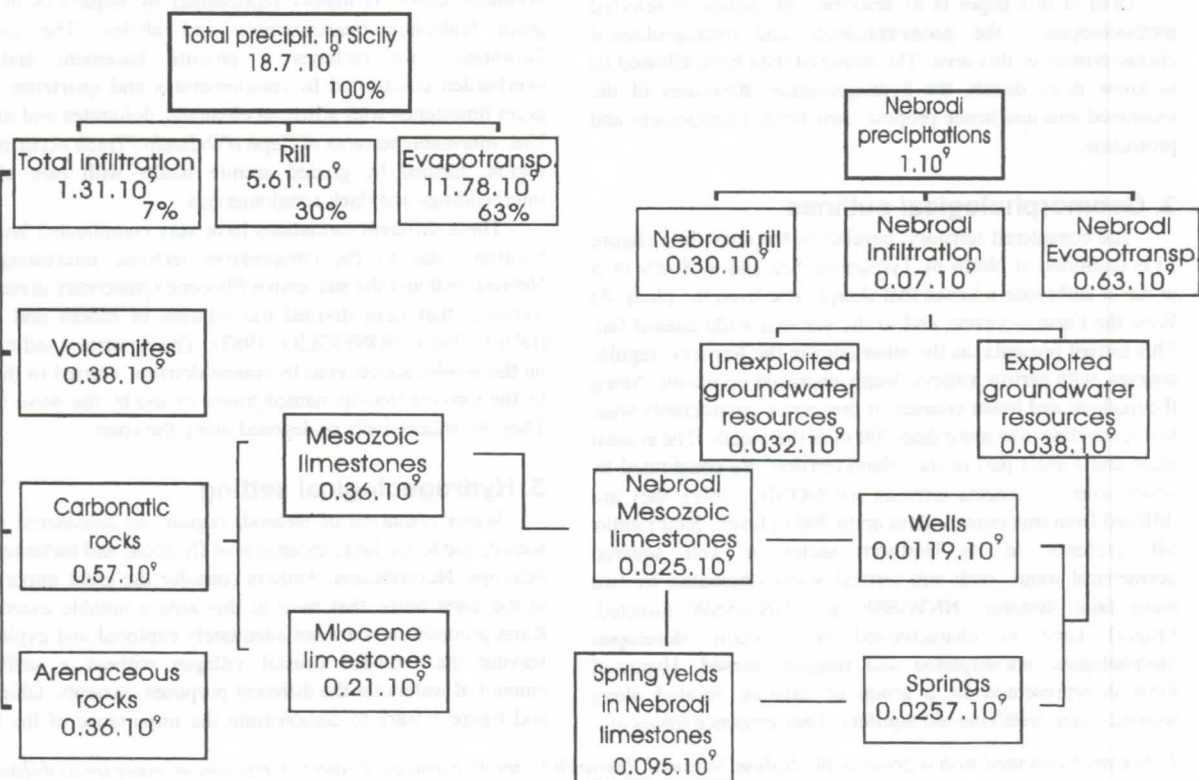 Total precipit. in Sicily
18.7.10⁹
100%
Total Infiltration
1.31.10⁹
7%
Rill
5.61.10⁹
30%
Evapotransp.
11.78.10⁹
63%
Nebrodi
precipitations
1.10⁹
Nebrodi rill
0.30.10⁹
Nebrodi
Infiltration
0.07.10⁹
Nebrodi
Evapotransp.
0.63.10⁹
Volcanites
0.38.10⁹
Carbonatic
rocks
0.57.10⁹
Arenaceous
rocks
0.36.10⁹
Mesozoic
limestones
0.36.10⁹
Miocene
limestones
0.21.10⁹
Unexploited
groundwater
resources
0.032.10⁹
Exploited
grondwater
resources
0.038.10⁹
Nebrodi
Mesozoic
limestones
0.025.10⁹
Wells
0.0119.10⁹
Spring yelds
in Nebrodi
limestones
0.095.10⁹
Springs
0.0257.10⁹